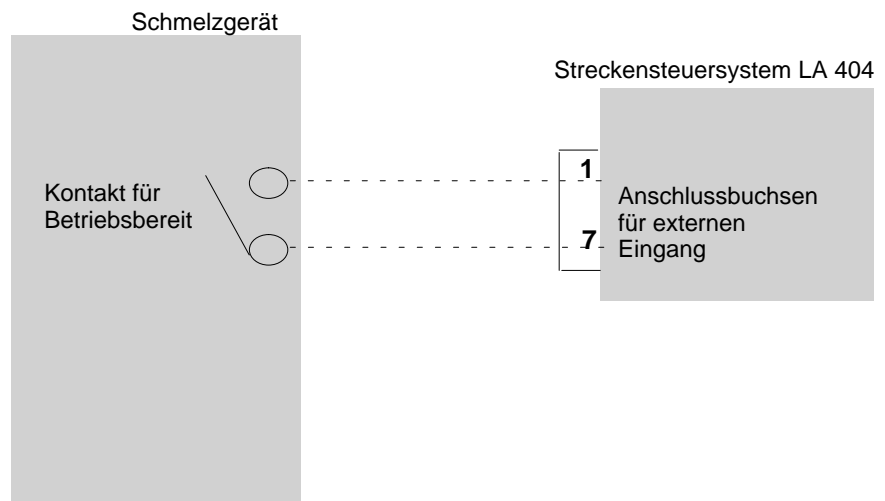 Schmelzgerät
Streckensteuersystem LA 404
Kontakt für
Betriebsbereit
1
7
Anschlussbuchsen
für externen
Eingang